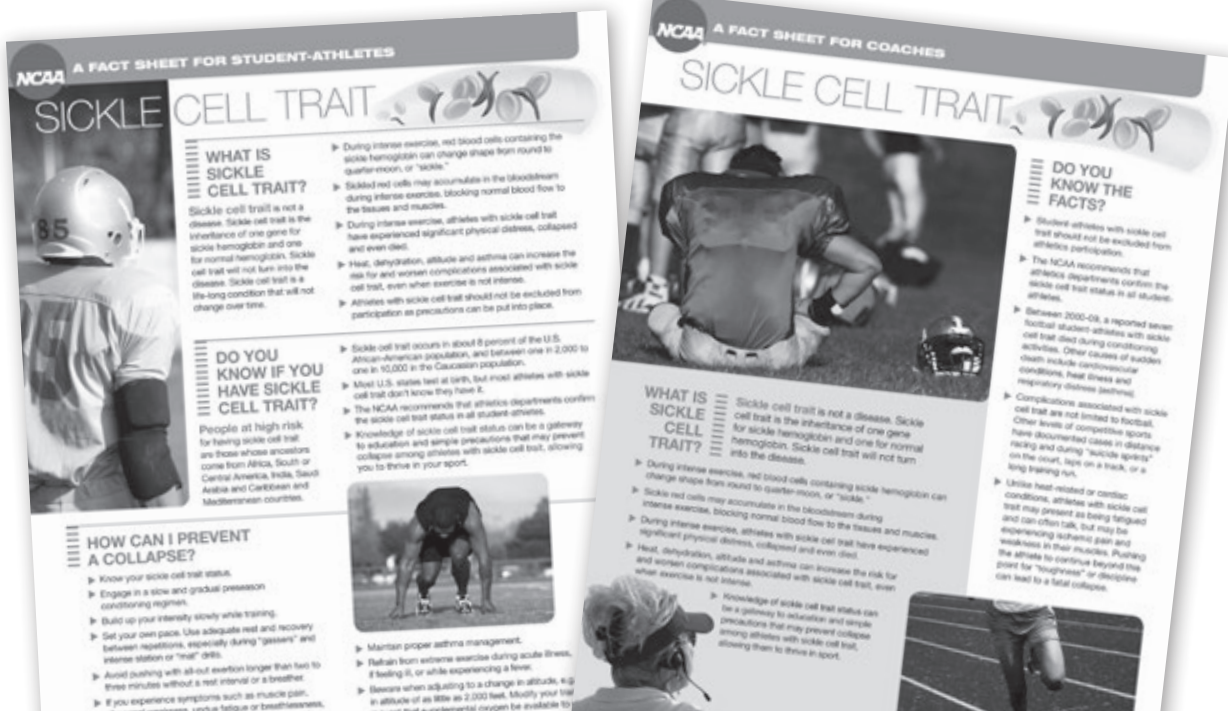 NCAA
A FACT SHEET FOR STUDENT-ATHLETES
SICKLE CELL TRAIT
85
WHAT IS
SICKLE
CELL TRAIT?
Sickle cell trait is not a
disease. Sickle cell trait is the
inheritance of one gene for
sickle hemoglobin and one
for normal hemoglobin. Sickle
cell trait will not turn into the
disease. Sickle cell trait is a
life-long condition that will not
change over time.
During intense exercise, red blood cells containing the
sickle hemoglobin can change shape from round to
quarter-moon, or "sickle."
Sickled red cells may accumulate in the bloodstream
during intense exercise, blocking normal blood flow to
the tissues and muscles.
During intense exercise, athletes with sickle cell trait
have experienced significant physical distress, collapsed
and even died.
Heat, dehydration, altitude and asthma can increase the
risk for and worsen complications associated with sickle
cell trait, even when exercise is not intense.
Athletes with sickle cell trait should not be excluded from
participation as precautions can be put into place.
DO YOU
KNOW IF YOU
HAVE SICKLE
CELL TRAIT?
People at high risk
for having sickle cell trait
are those whose ancestors
come from Africa, South or
Central America, India, Saudi
Arabia and Caribbean and
Mediterranean countries.
Sickle cell trait occurs in about 8 percent of the U.S.
African-American population, and between one in 2,000 to
one in 10,000 in the Caucasian population.
Most U.S. states test at birth, but most athletes with sickle
cell trait don't know they have it.
The NCAA recommends that athletics departments confirm
the sickle cell trait status in all student-athletes.
Knowledge of sickle cell trait status can be a gateway
to education and simple precautions that may prevent
collapse among athletes with sickle cell trait, allowing
you to thrive in your sport.
HOW CAN I PREVENT
A COLLAPSE?
Know your sickle cell trait status.
Engage in a slow and gradual preseason
conditioning regimen.
Build up your intensity slowly while training.
Set your own pace. Use adequate rest and recovery
between repetitions, especially during "gassers" and
intense station or "mat" drills.
Avoid pushing with all-out exertion longer than two to
three minutes without a rest interval or a breather.
If you experience symptoms such as muscle pain,
undue fatigue or breathlessness,
Maintain proper asthma management.
Refrain from extreme exercise during acute illness,
if feeling ill, or while experiencing a fever.
Beware when adjusting to a change in altitude, e.g.
in altitude of as little as 2,000 feet. Modify your
that supplemental oxygen be available to
NCAA
A FACT SHEET FOR COACHES
SICKLE CELL TRAIT
DO YOU
KNOW THE
FACTS?
Student-athletes with sickle cell
trait should not be excluded from
athletics participation.
The NCAA recommends that
athletics departments confirm the
sickle cell trait status in all student-
athletes.
Between 2000-09, a reported seven
football student-athletes with sickle
cell trait died during conditioning
activities. Other causes of sudden
death include cardiovascular
conditions, heat illness and
respiratory distress (asthma).
Complications associated with sickle
cell trait are not limited to football.
Other levels of competitive sports
have documented cases in distance
racing and during "suicide sprints"
on the court, laps on a track, or a
long training run.
Unlike heat-related or cardiac
conditions, athletes with sickle cell
trait may present as being fatigued
and can often talk, but may be
experiencing ischemic pain and
weakness in their muscles. Pushing
the athlete to continue beyond the
point for "toughness" or discipline
can lead to a fatal collapse.
WHAT IS
SICKLE
CELL
TRAIT?
Sickle cell trait is not a disease. Sickle
cell trait is the inheritance of one gene
for sickle hemoglobin and one for normal
hemoglobin. Sickle cell trait will not turn
into the disease.
During intense exercise, red blood cells containing sickle hemoglobin can
change shape from round to quarter-moon, or "sickle."
Sickle red cells may accumulate in the bloodstream during
intense exercise, blocking normal blood flow to the tissues and muscles.
During intense exercise, athletes with sickle cell trait have experienced
significant physical distress, collapsed and even died.
Heat, dehydration, altitude and asthma can increase the risk for
and worsen complications associated with sickle cell trait, even
when exercise is not intense.
Knowledge of sickle cell trait status can
be a gateway to education and simple
precautions that may prevent collapse
among athletes with sickle cell trait,
allowing them to thrive in sport.